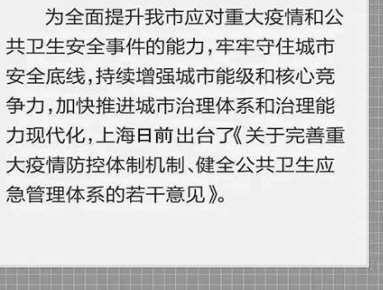 为全面提升我市应对重大疫情和公
共卫生安全事件的能力,牢牢守住城市
安全底线,持续增强城市能级和核心竞
争力,加快推进城市治理体系和治理能
力现代化,上海日前出台了《关于完善重
大疫情防控体制机制、健全公共卫生应
急管理体系的若干意见》。